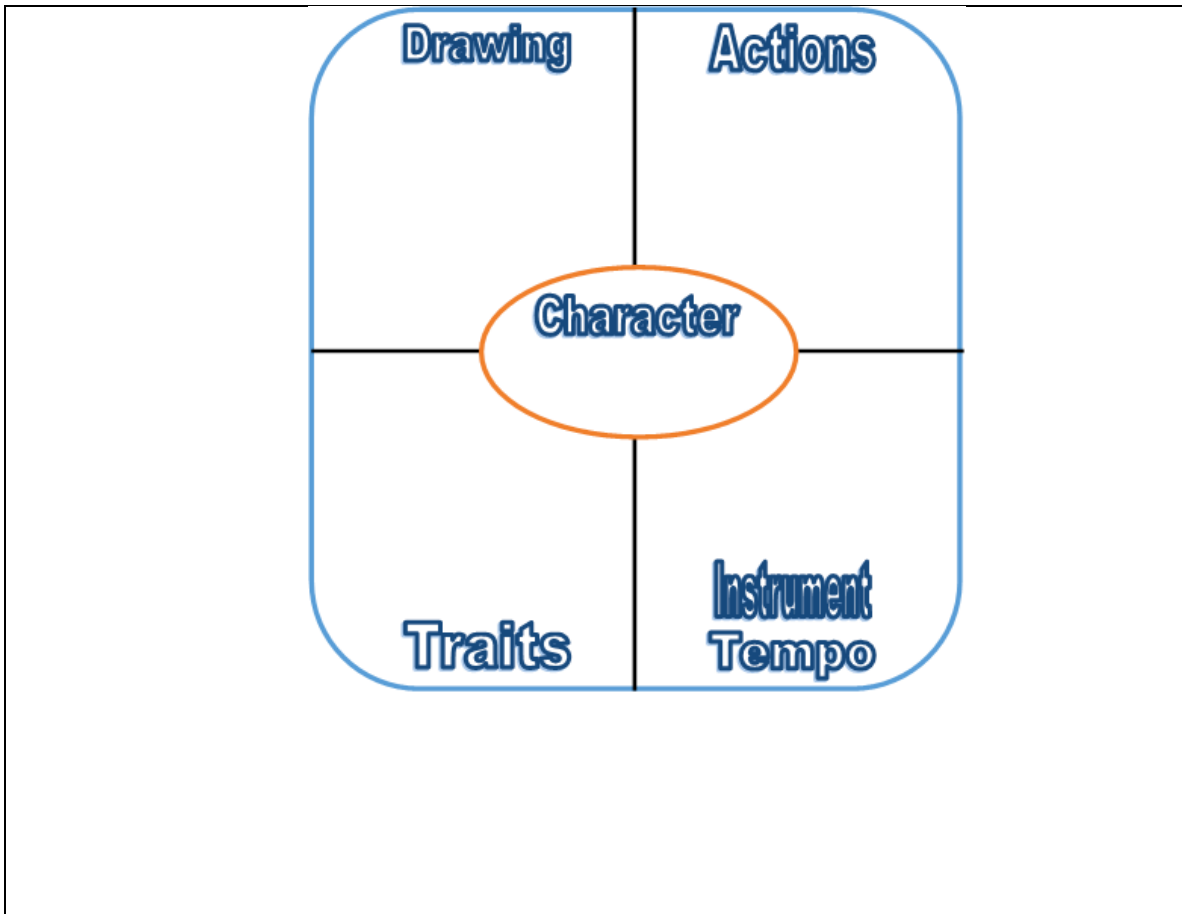 Drawing
Actions
Character
Traits
Instrument
Tempo